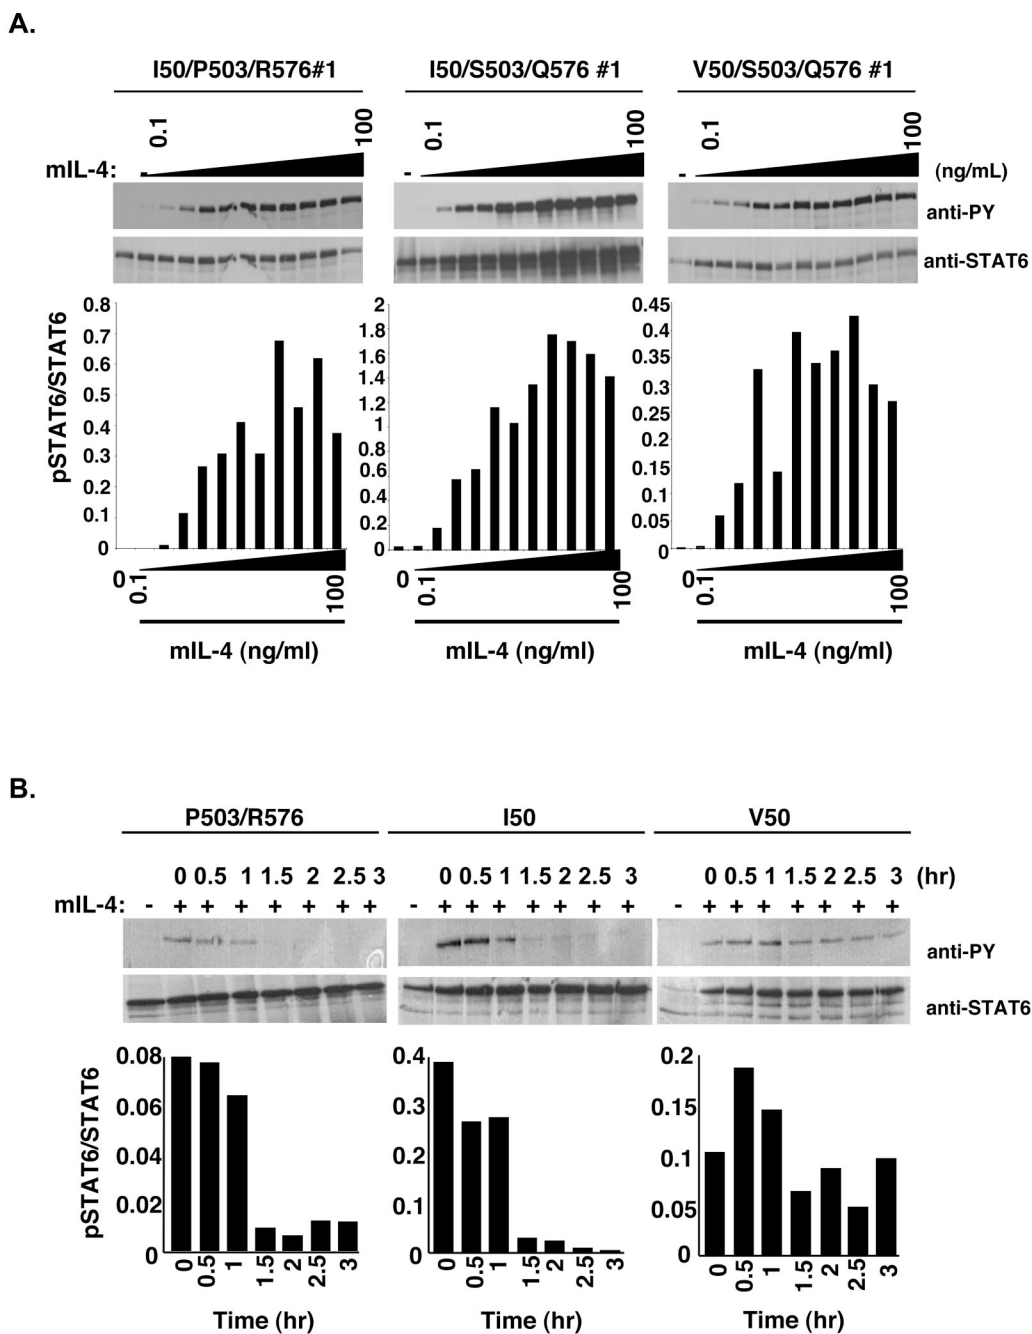 A.
I50/P503/R576#1 I50/S503/Q576 #1 V50/S503/Q576 #1
0.1 100 0.1 100 0.1 100
mIL-4: - - - (ng/mL)
anti-PY
anti-STAT6
pSTAT6/STAT6
0.8 2 0.45
0.7 1.8 0.4
0.6 1.6 0.35
0.5 1.4 0.3
0.4 1.2 0.25
0.3 1 0.2
0.2 0.8 0.15
0.1 0.6 0.1
0 0.4 0.05
0.2 0
0
0 0.1 100 0 0.1 100 0 0.1 100
mIL-4 (ng/ml) mIL-4 (ng/ml) mIL-4 (ng/ml)
B.
P503/R576 I50 V50
0 0.5 1 1.5 2 2.5 3 0 0.5 1 1.5 2 2.5 3 0 0.5 1 1.5 2 2.5 3 (hr)
mIL-4: - + + + + + + + - + + + + + + + - + + + + + + +
anti-PY
anti-STAT6
pSTAT6/STAT6
0.08 0.4 0.2
0.06 0.3 0.15
0.04 0.2 0.1
0.02 0.1 0.05
0 0 0
0 0.5 1 1.5 2 2.5 3 0 0.5 1 1.5 2 2.5 3 0 0.5 1 1.5 2 2.5 3
Time (hr) Time (hr) Time (hr)